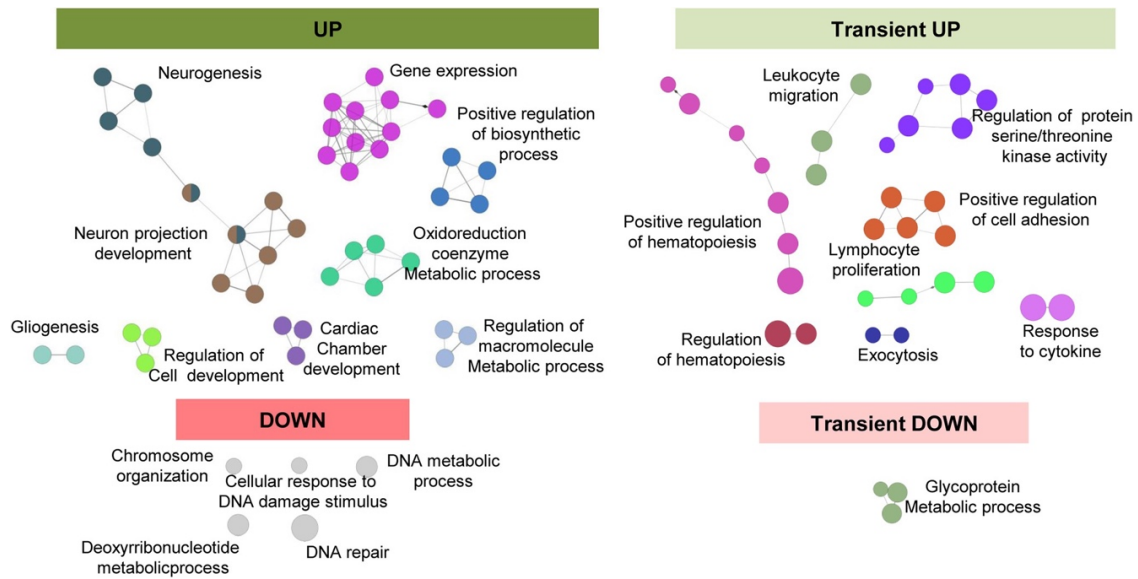 UP
Neurogenesis
Gene expression
Positive regulation
of biosynthetic
process
Neuron projection
development
Oxidoreduction
coenzyme
Metabolic process
Gliogenesis
Regulation of
Cell development
Cardiac
Chamber
development
Regulation of
macromolecule
Metabolic process
DOWN
Chromosome
organization
Cellular response to
DNA damage stimulus
DNA metabolic
process
Deoxyrribonucleotide
metabolicprocess
DNA repair
Transient UP
Leukocyte
migration
Regulation of protein
serine/threonine
kinase activity
Positive regulation
of hematopoiesis
Positive regulation
of cell adhesion
Lymphocyte
proliferation
Regulation
of hematopoiesis
Exocytosis
Response
to cytokine
Transient DOWN
Glycoprotein
Metabolic process